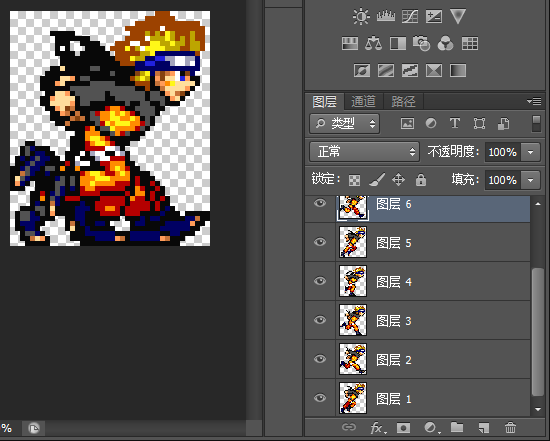 图层 通道 路径
类型 T
正常 不透明度: 100%
锁定: 填充: 100%
图层 6
图层 5
图层 4
图层 3
图层 2
图层 1
% fx